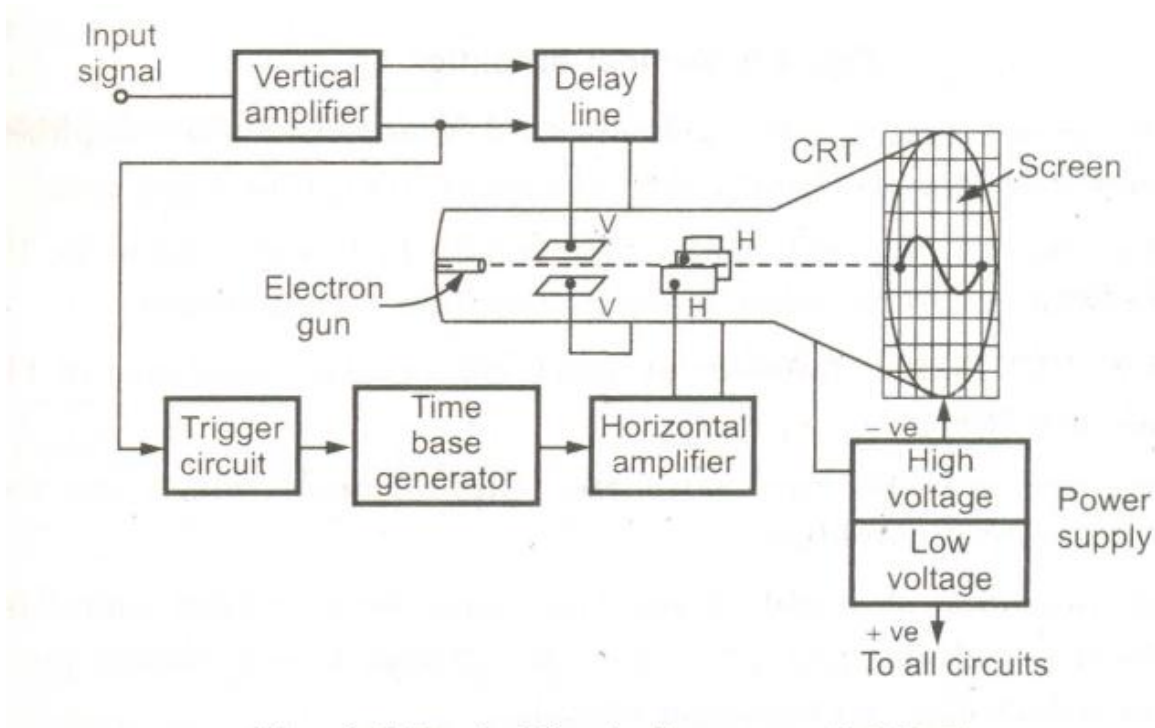 Input
signal
Vertical
amplifier
Delay
line
CRT
Screen
V
H
Electron
gun
V
H
Trigger
circuit
Time
base
generator
Horizontal
amplifier
– ve
High
voltage
Low
voltage
Power
supply
+ ve
To all circuits